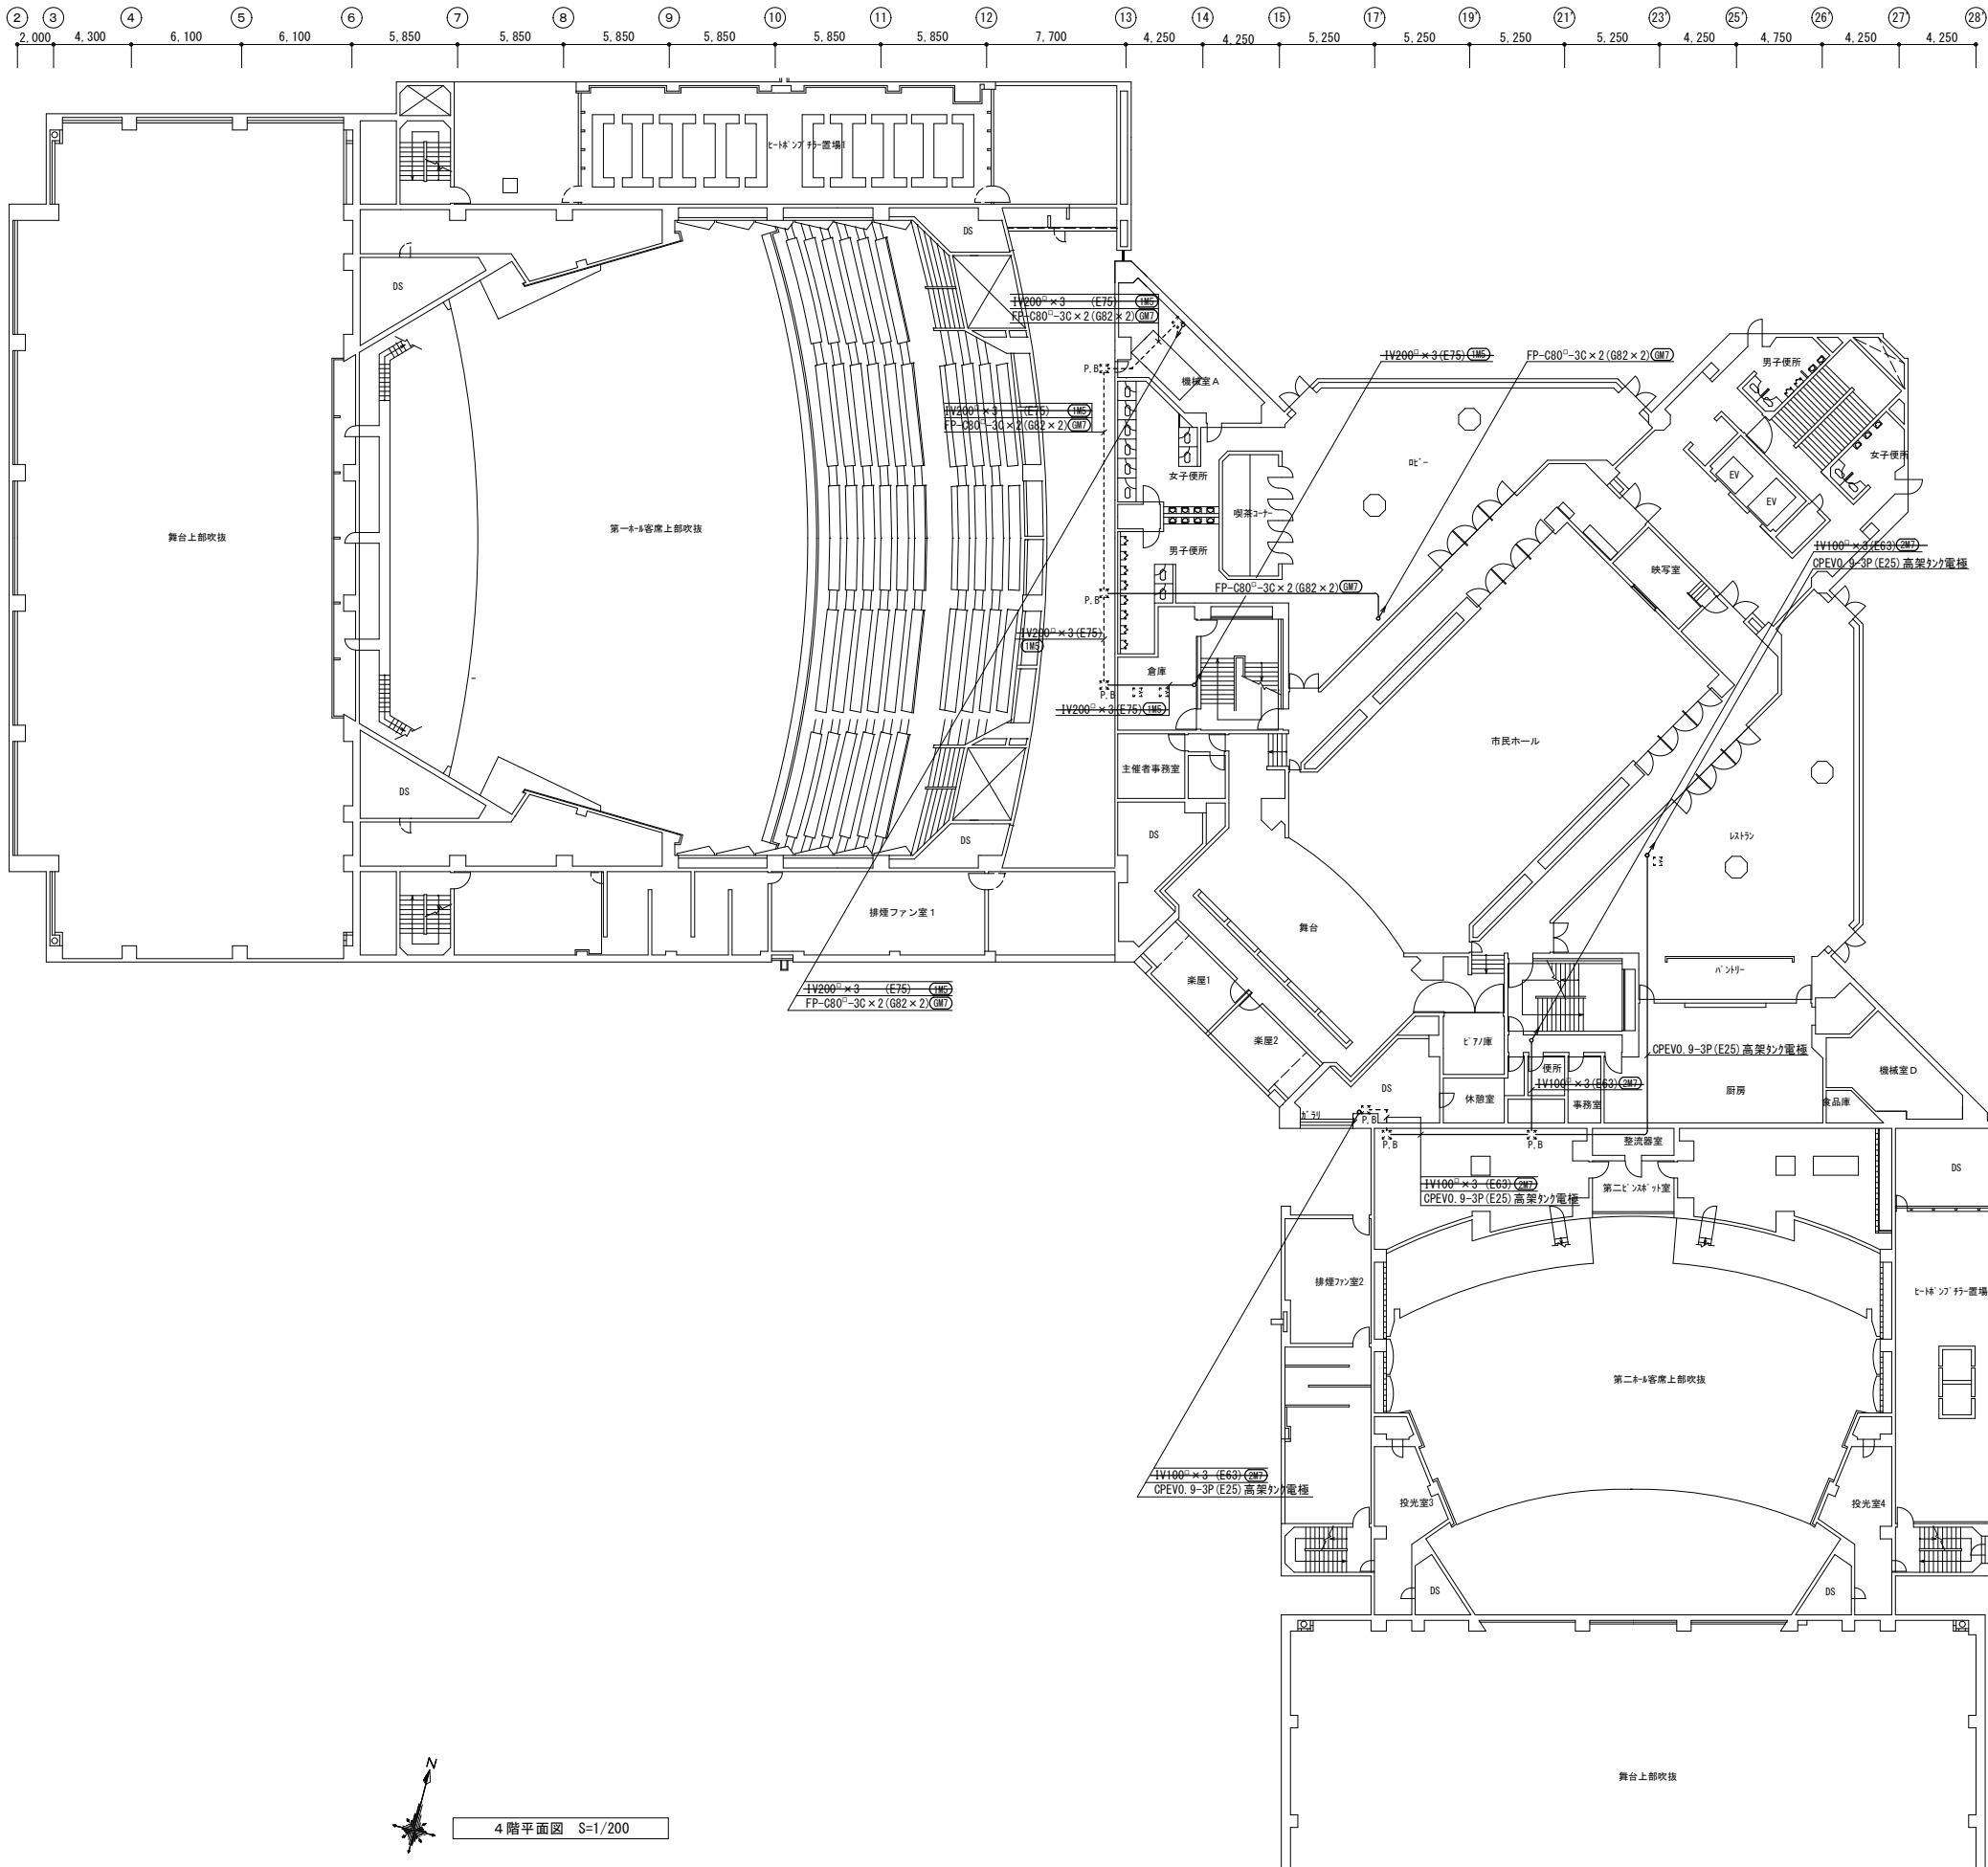 ② ③ ④ ⑤ ⑥ ⑦ ⑧ ⑨ ⑩ ⑪ ⑫ ⑬ ⑭ ⑮ 17' 19' 21' 23' 25' 26' 27' 28'
2,000 4,300 6,100 6,100 5,850 5,850 5,850 5,850 5,850 5,850 7,700 4,250 4,250 5,250 5,250 5,250 5,250 4,250 4,750 4,250 4,250
ヒートポンプチラー置場1
DS
DS
IV200□×3 (E75) 1M5
FP-C80□-3C×2(G82×2) GM7
P.B
機械室A
IV200□×3(E75) 1M5
FP-C80□-3C×2(G82×2) GM7
男子便所
IV200□×3 (E75) 1M5
FP-C80□-3C×2(G82×2) GM7
ロビー
女子便所
女子便所
EV
EV
喫茶コーナー
舞台上部吹抜
第一ホール客席上部吹抜
男子便所
映写室
IV100□×3(E63) 2M7
CPEV0.9-3P(E25)高架タンク電極
FP-C80□-3C×2(G82×2) GM7
P.B
IV200□×3(E75)
1M5
倉庫
P.B
IV200□×3(E75) 1M5
市民ホール
主催者事務室
DS
DS
DS
レストラン
排煙ファン室1
舞台
パントリー
楽屋1
IV200□×3 (E75) 1M5
FP-C80□-3C×2(G82×2) GM7
楽屋2
ピアノ庫
CPEV0.9-3P(E25)高架タンク電極
便所
IV100□×3(E63) 2M7
機械室D
DS
厨房
休憩室
事務室
食品庫
ガラリ
P.B
P.B
P.B
整流器室
DS
IV100□×3 (E63) 2M7
CPEV0.9-3P(E25)高架タンク電極
第二ピンスポット室
排煙ファン室2
ヒートポンプチラー置場
第二ホール客席上部吹抜
IV100□×3 (E63) 2M7
CPEV0.9-3P(E25)高架タンク電極
投光室3
投光室4
DS
DS
舞台上部吹抜
N
4階平面図 S=1/200